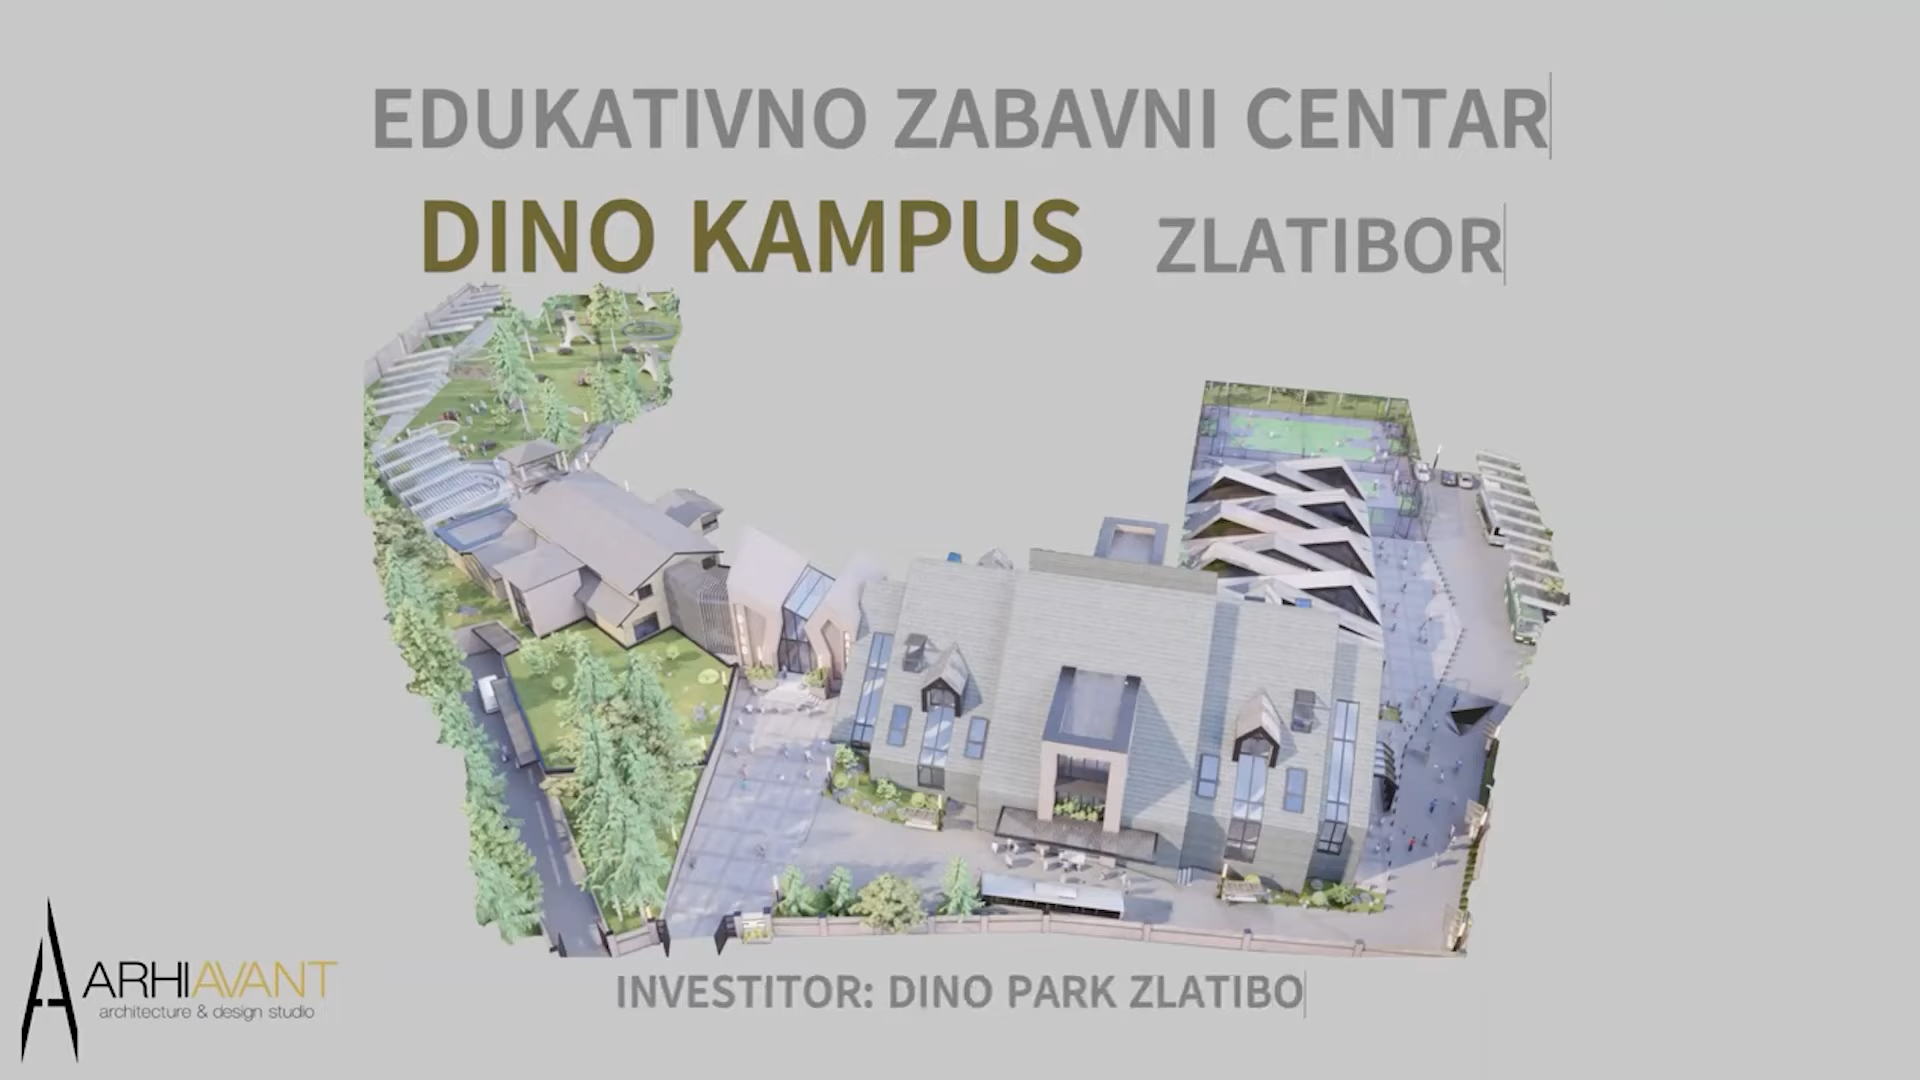 EDUKATIVNO ZABAVNI CENTAR
DINO KAMPUS ZLATIBOR
ARHIAVANT
architecture & design studio
INVESTITOR: DINO PARK ZLATIBO